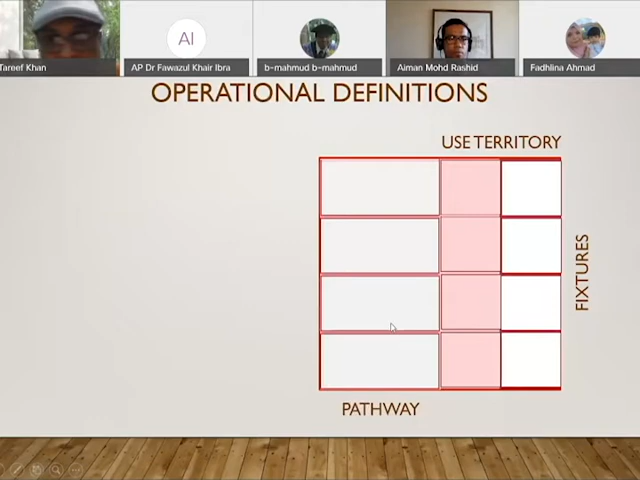 AI
Tareef Khan
AP Dr Fawazul Khair Ibra
b-mahmud b-mahmud
Aiman Mohd Rashid
Fadhlina Ahmad
OPERATIONAL DEFINITIONS
USE TERRITORY
FIXTURES
PATHWAY